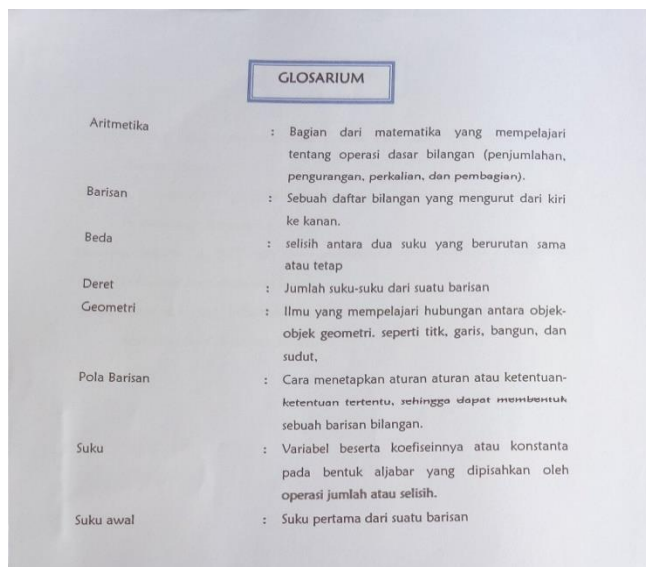 GLOSARIUM
Aritmetika : Bagian dari matematika yang mempelajari
tentang operasi dasar bilangan (penjumlahan,
pengurangan, perkalian, dan pembagian).
Barisan : Sebuah daftar bilangan yang mengurut dari kiri
ke kanan.
Beda : selisih antara dua suku yang berurutan sama
atau tetap
Deret : Jumlah suku-suku dari suatu barisan
Geometri : Ilmu yang mempelajari hubungan antara objek-
objek geometri. seperti titk, garis, bangun, dan
sudut,
Pola Barisan : Cara menetapkan aturan aturan atau ketentuan-
ketentuan tertentu, sehingga dapat membentuk
sebuah barisan bilangan.
Suku : Variabel beserta koefiseinnya atau konstanta
pada bentuk aljabar yang dipisahkan oleh
operasi jumlah atau selisih.
Suku awal : Suku pertama dari suatu barisan